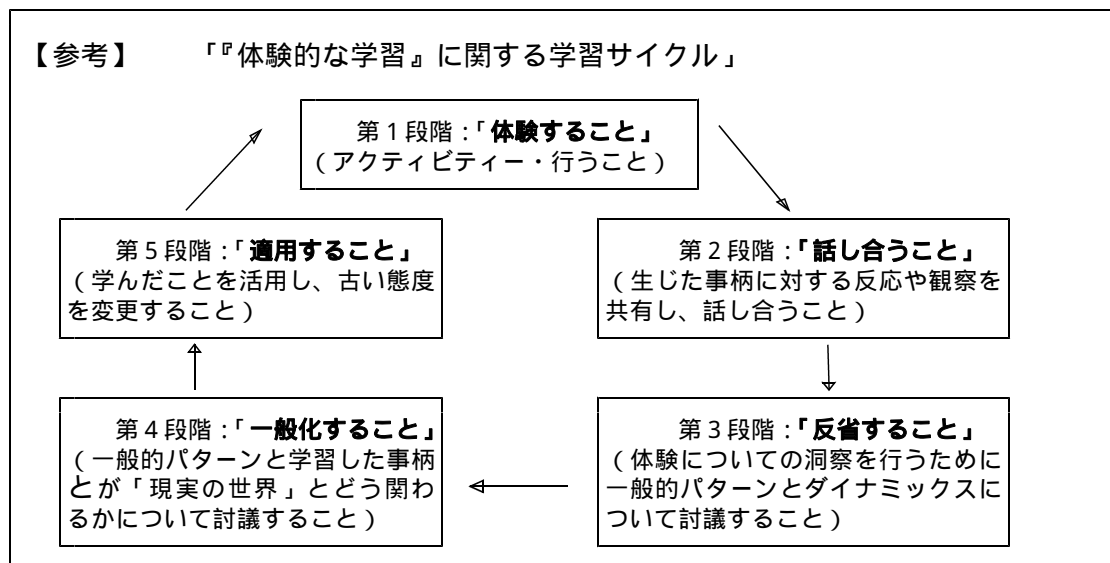 【参考】　「『体験的な学習』に関する学習サイクル」
第１段階：「体験すること」
（アクティビティー・行うこと）
第２段階：「話し合うこと」
（生じた事柄に対する反応や観察を
共有し、話し合うこと）
第３段階：「反省すること」
（体験についての洞察を行うために
一般的パターンとダイナミックスに
ついて討議すること）
第４段階：「一般化すること」
（一般的パターンと学習した事柄
とが「現実の世界」とどう関わ
るかについて討議すること）
第５段階：「適用すること」
（学んだことを活用し、古い態度
を変更すること）